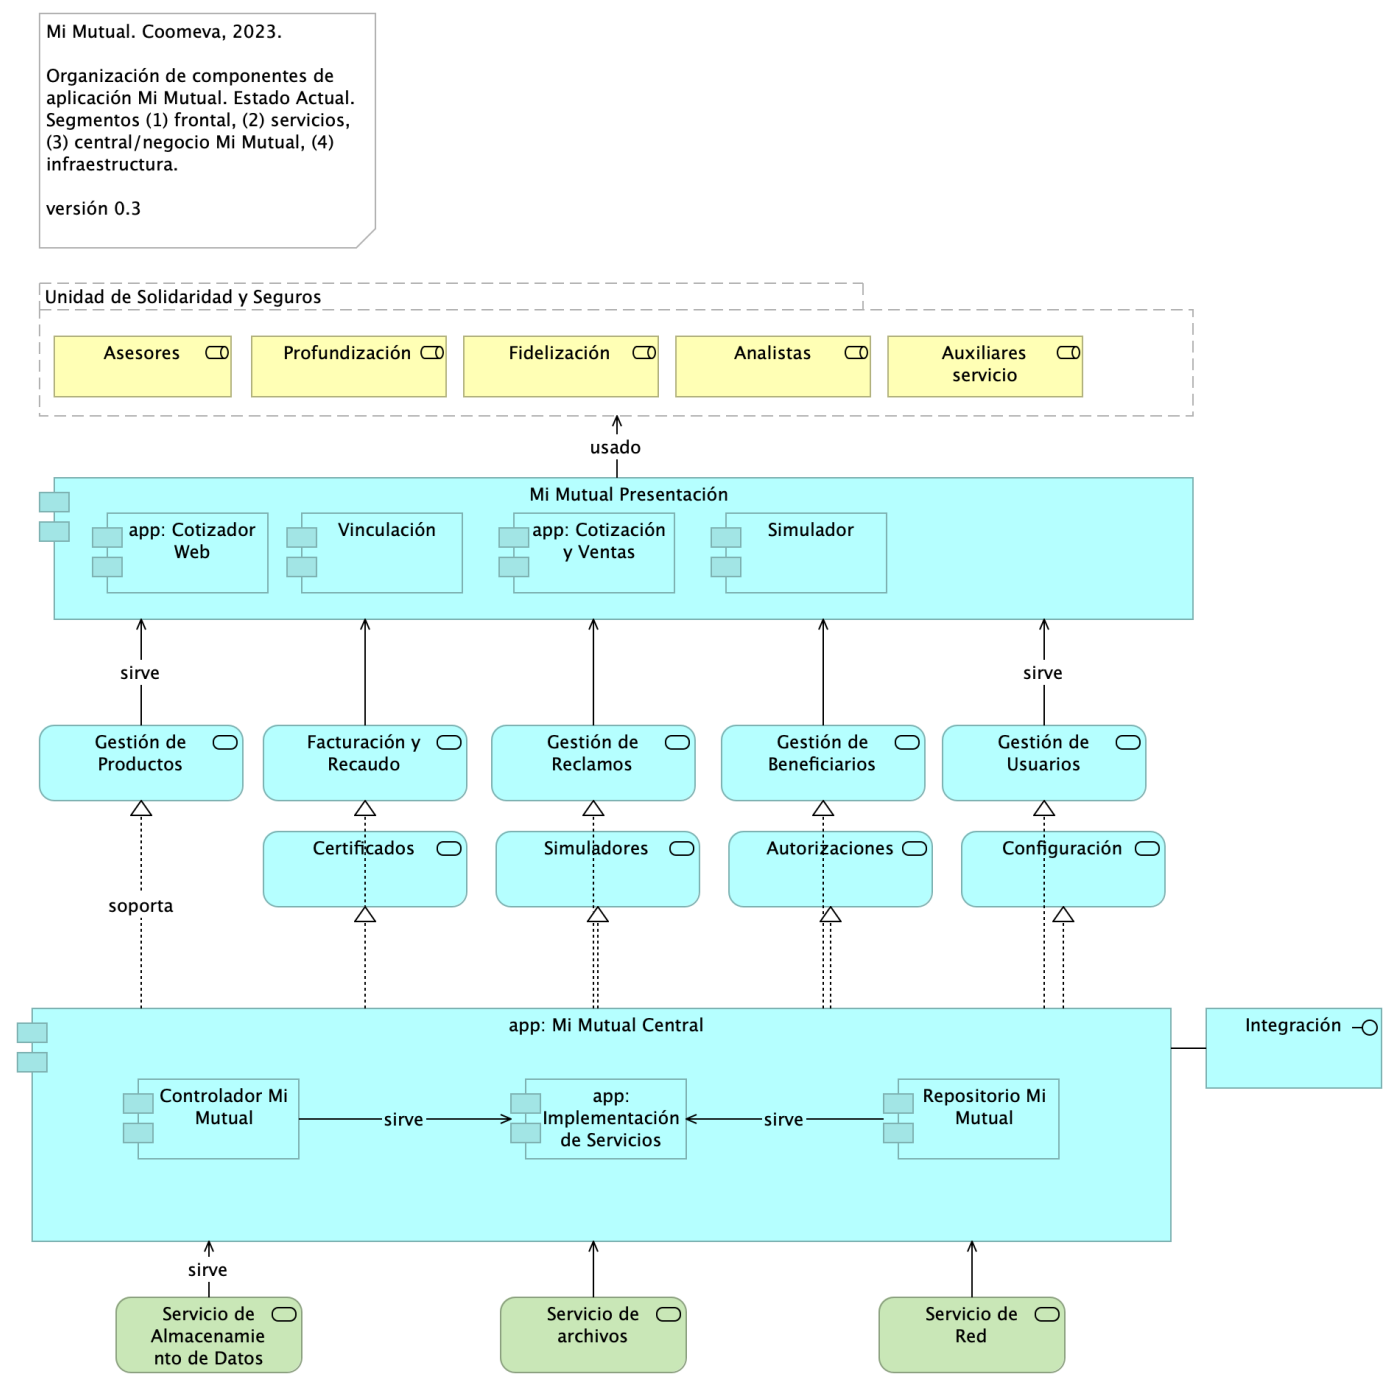 Mi Mutual. Coomeva, 2023.
Organización de componentes de
aplicación Mi Mutual. Estado Actual.
Segmentos (1) frontal, (2) servicios,
(3) central/negocio Mi Mutual, (4)
infraestructura.
versión 0.3
Unidad de Solidaridad y Seguros
Asesores
Profundización
Fidelización
Analistas
Auxiliares
servicio
usado
Mi Mutual Presentación
app: Cotizador
Web
Vinculación
app: Cotización
y Ventas
Simulador
sirve
sirve
Gestión de
Productos
Facturación y
Recaudo
Gestión de
Reclamos
Gestión de
Beneficiarios
Gestión de
Usuarios
Certificados
Simuladores
Autorizaciones
Configuración
soporta
app: Mi Mutual Central
Integración
Controlador Mi
Mutual
sirve
app:
Implementación
de Servicios
sirve
Repositorio Mi
Mutual
sirve
Servicio de
Almacenamie
nto de Datos
Servicio de
archivos
Servicio de
Red